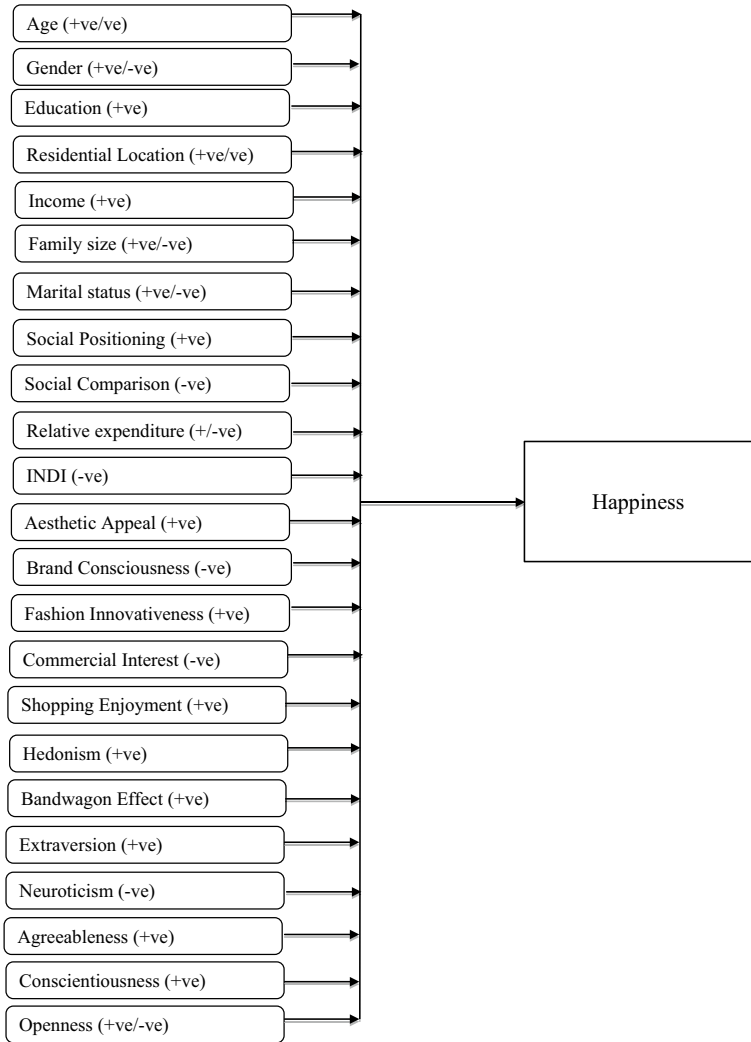 Age (+ve/ve)
Gender (+ve/-ve)
Education (+ve)
Residential Location (+ve/ve)
Income (+ve)
Family size (+ve/-ve)
Marital status (+ve/-ve)
Social Positioning (+ve)
Social Comparison (-ve)
Relative expenditure (+/-ve)
INDI (-ve)
Aesthetic Appeal (+ve)
Brand Consciousness (-ve)
Fashion Innovativeness (+ve)
Commercial Interest (-ve)
Shopping Enjoyment (+ve)
Hedonism (+ve)
Bandwagon Effect (+ve)
Extraversion (+ve)
Neuroticism (-ve)
Agreeableness (+ve)
Conscientiousness (+ve)
Openness (+ve/-ve)
Happiness